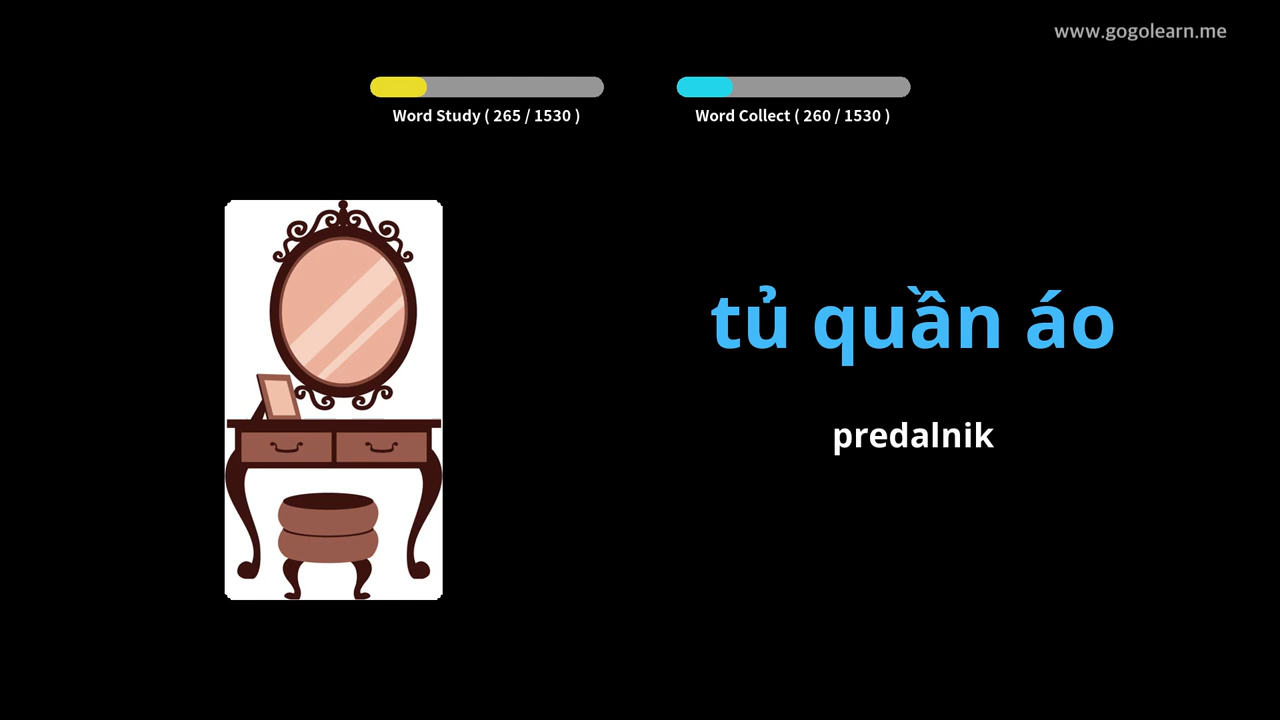 www.gogolearn.me
Word Study ( 265 / 1530 )
Word Collect ( 260 / 1530 )
tủ quần áo
predalnik